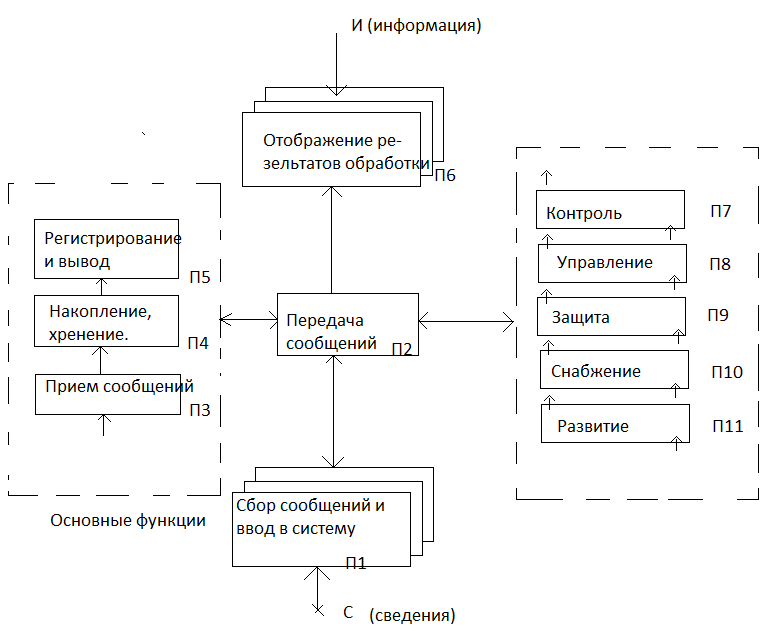 И (информация)
Отображение ре-
зельтатов обработки
П6
Регистрирование
и вывод
П5
Накопление,
хренение.
П4
Прием сообщений
П3
Основные функции
Передача
сообщений
П2
Контроль
П7
Управление
П8
Защита
П9
Снабжение
П10
Развитие
П11
Сбор сообщений и
ввод в систему
П1
С (сведения)